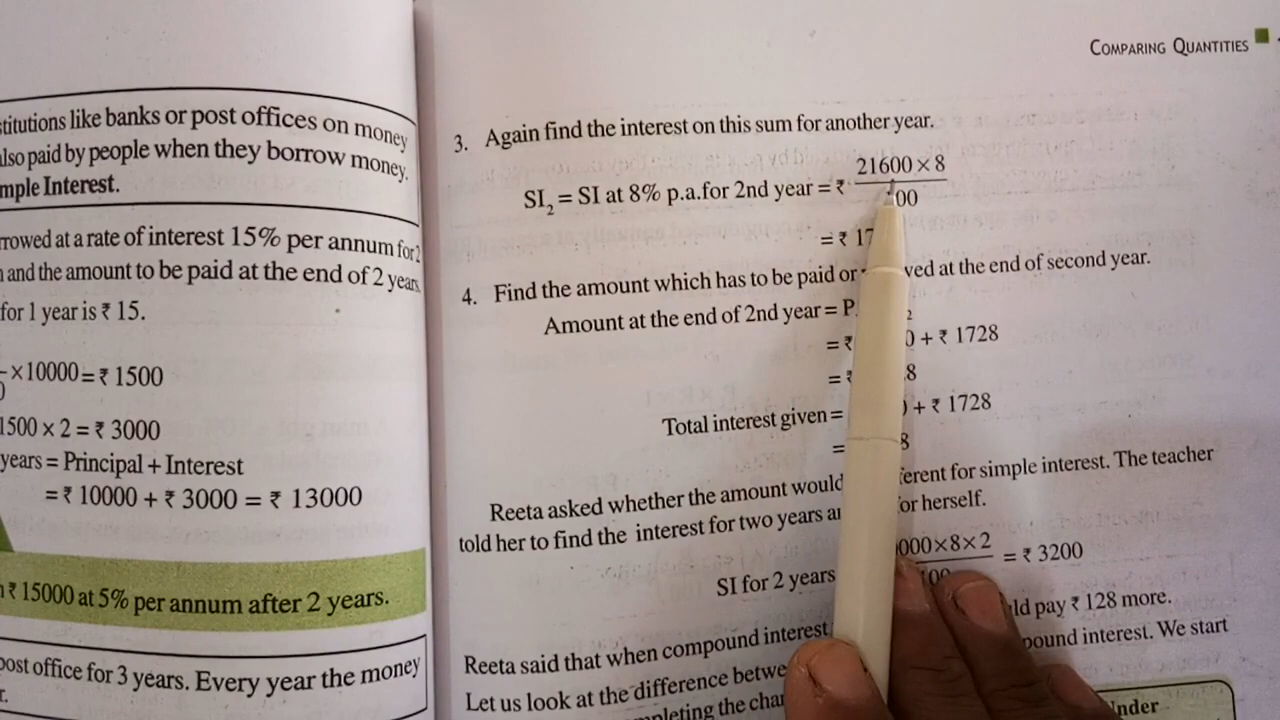 stitutions like banks or post offices on money
also paid by people when they borrow money.
mple Interest.
rrowed at a rate of interest 15% per annum for 2
and the amount to be paid at the end of 2 years
for 1 year is ₹ 15.
×10000 = ₹ 1500
1500 × 2 = ₹ 3000
years = Principal + Interest
= ₹ 10000 + ₹ 3000 = ₹ 13000
₹ 15000 at 5% per annum after 2 years.
post office for 3 years. Every year the money
r.
COMPARING QUANTITIES
3. Again find the interest on this sum for another year.
SI2 = SI at 8% p.a.for 2nd year = ₹ 21600 × 8
00
= ₹ 17
4. Find the amount which has to be paid or ved at the end of second year.
Amount at the end of 2nd year = P 2
= ₹ 0 + ₹ 1728
= ₹ 8
Total interest given = ) + ₹ 1728
= 8
Reeta asked whether the amount would ferent for simple interest. The teacher
told her to find the interest for two years a or herself.
SI for 2 years 000×8×2 = ₹ 3200
100
ld pay ₹ 128 more.
Reeta said that when compound interest
Let us look at the difference betwe pound interest. We start
mpleting the char
Under